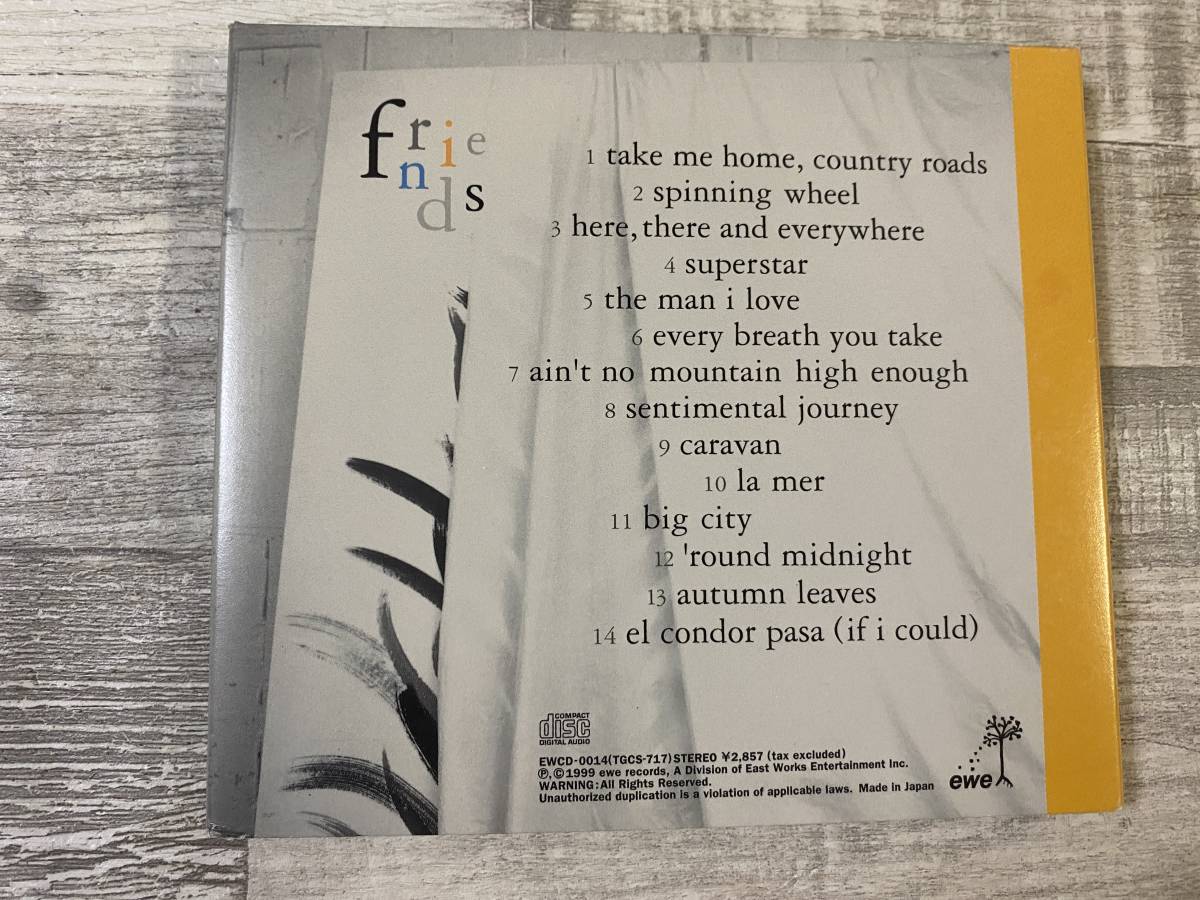 friends
1 take me home, country roads
2 spinning wheel
3 here, there and everywhere
4 superstar
5 the man i love
6 every breath you take
7 ain't no mountain high enough
8 sentimental journey
9 caravan
10 la mer
11 big city
12 'round midnight
13 autumn leaves
14 el condor pasa (if i could)
COMPACT
disc
DIGITAL AUDIO
EWCD-0014(TGCS-717) STEREO ¥2,857 (tax excluded)
Ⓟ,©1999 ewe records, A Division of East Works Entertainment Inc.
WARNING: All Rights Reserved.
Unauthorized duplication is a violation of applicable laws. Made in Japan
ewe